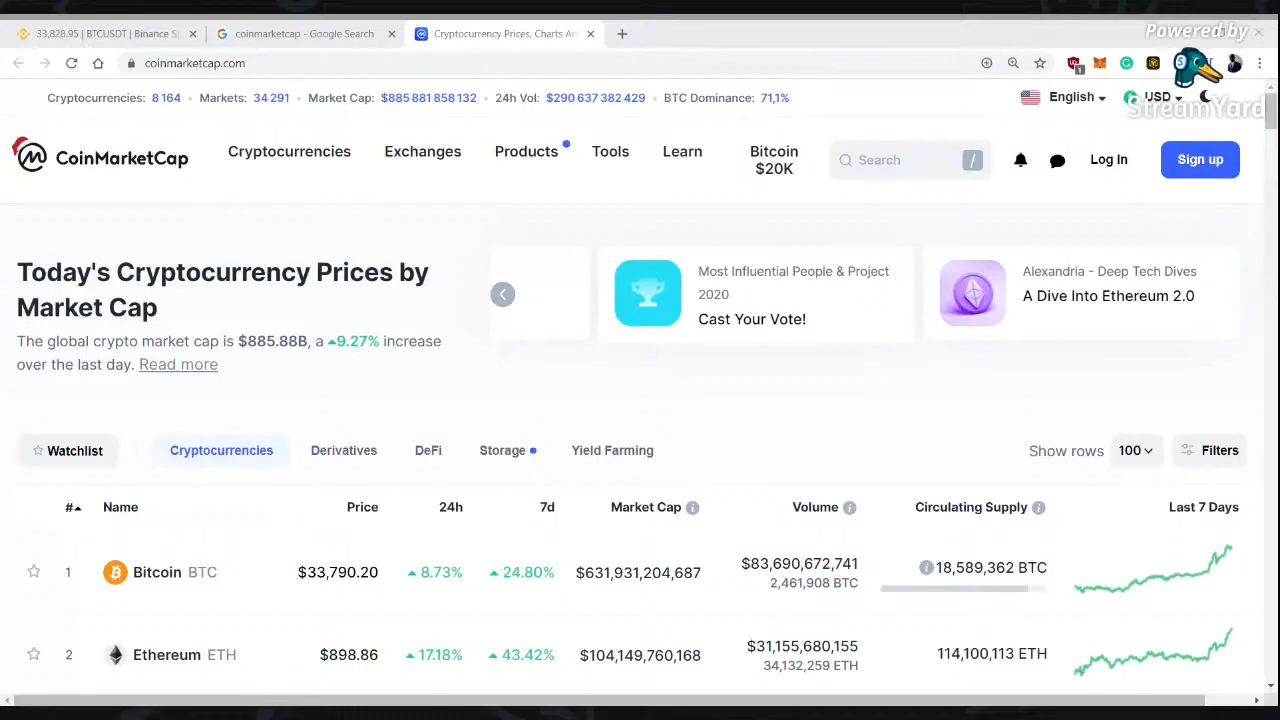 33,828.95 | BTCUSDT | Binance S
coinmarketcap - Google Search
Cryptocurrency Prices, Charts An
Powered by
coinmarketcap.com
1
StreamYard
Cryptocurrencies: 8 164 • Markets: 34 291 • Market Cap: $885 881 858 132 • 24h Vol: $290 637 382 429 • BTC Dominance: 71,1%
English
USD
CoinMarketCap
Cryptocurrencies
Exchanges
Products
Tools
Learn
Bitcoin
$20K
Search
/
Log In
Sign up
Today's Cryptocurrency Prices by
Market Cap
The global crypto market cap is $885.88B, a 9.27% increase
over the last day. Read more
Most Influential People & Project
2020
Cast Your Vote!
Alexandria - Deep Tech Dives
A Dive Into Ethereum 2.0
Watchlist
Cryptocurrencies
Derivatives
DeFi
Storage
Yield Farming
Show rows
100
Filters
# Name Price 24h 7d Market Cap Volume Circulating Supply Last 7 Days
1 Bitcoin BTC $33,790.20 8.73% 24.80% $631,931,204,687 $83,690,672,741 18,589,362 BTC
2,461,908 BTC
2 Ethereum ETH $898.86 17.18% 43.42% $104,149,760,168 $31,155,680,155 114,100,113 ETH
34,132,259 ETH